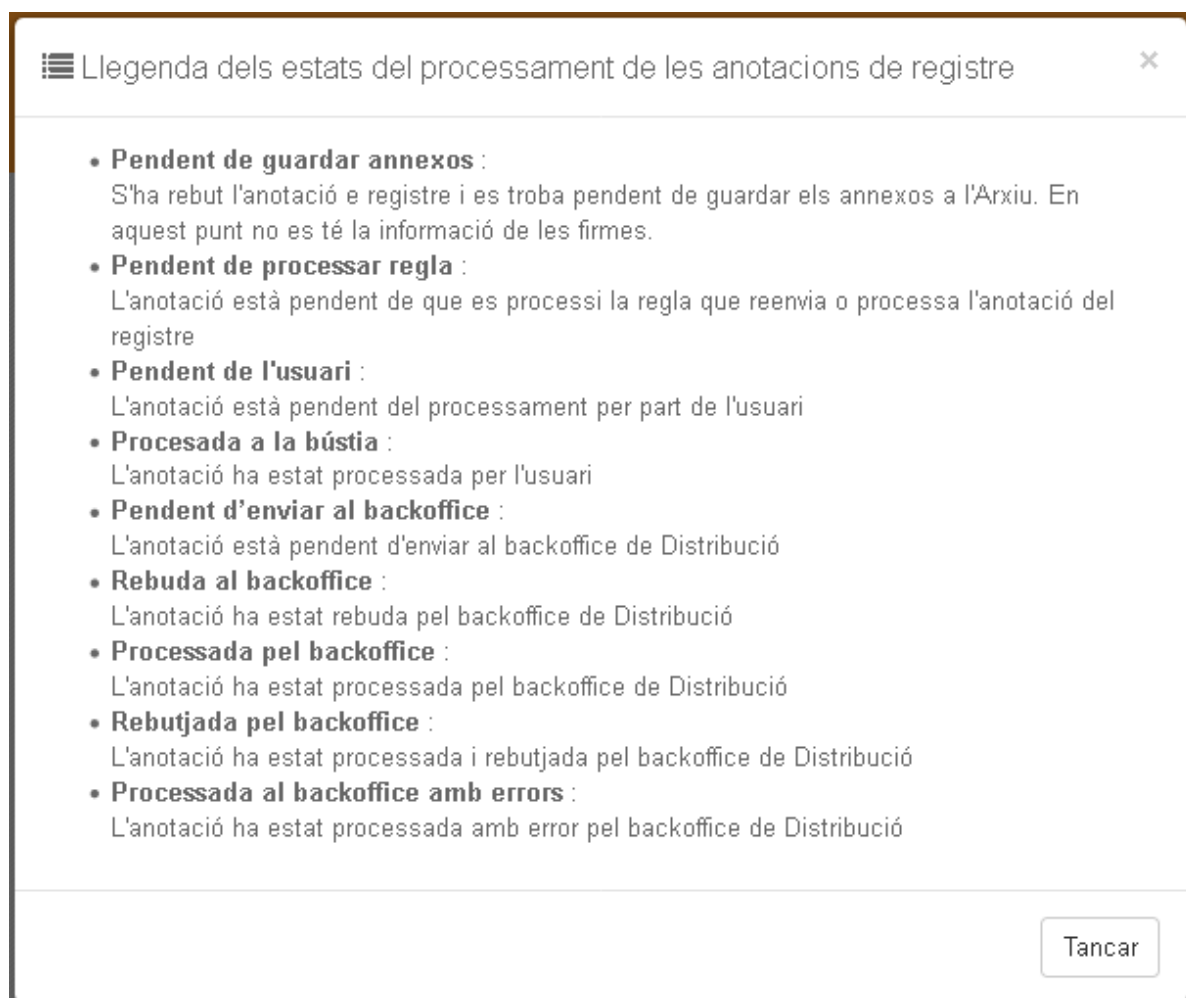 Llegenda dels estats del processament de les anotacions de registre ×
• Pendent de guardar annexos :
S'ha rebut l'anotació e registre i es troba pendent de guardar els annexos a l'Arxiu. En
aquest punt no es té la informació de les firmes.
• Pendent de processar regla :
L'anotació està pendent de que es processi la regla que reenvia o processa l'anotació del
registre
• Pendent de l'usuari :
L'anotació està pendent del processament per part de l'usuari
• Procesada a la bústia :
L'anotació ha estat processada per l'usuari
• Pendent d’enviar al backoffice :
L'anotació està pendent d'enviar al backoffice de Distribució
• Rebuda al backoffice :
L'anotació ha estat rebuda pel backoffice de Distribució
• Processada pel backoffice :
L'anotació ha estat processada pel backoffice de Distribució
• Rebutjada pel backoffice :
L'anotació ha estat processada i rebutjada pel backoffice de Distribució
• Processada al backoffice amb errors :
L'anotació ha estat processada amb error pel backoffice de Distribució
Tancar